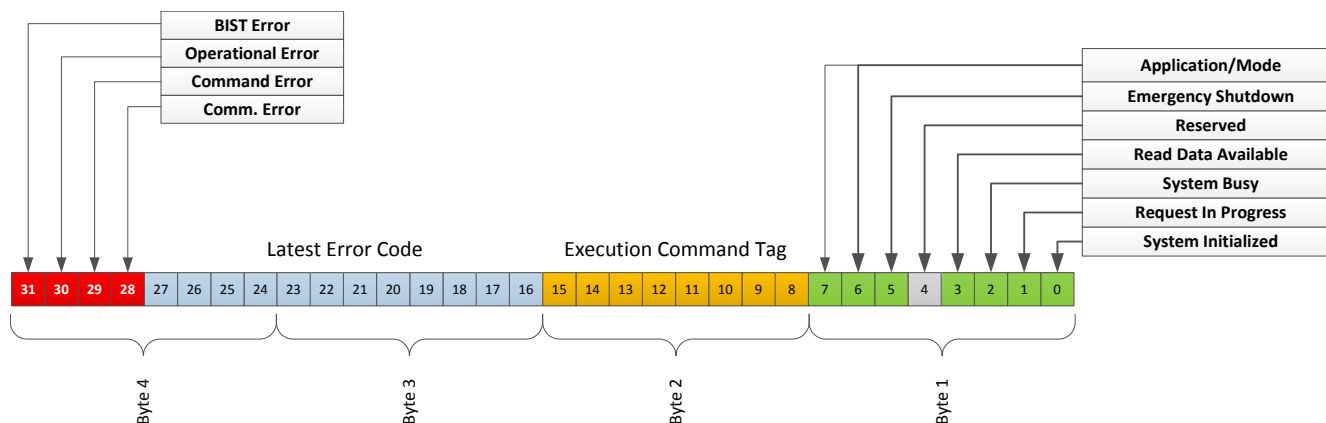 BIST Error
Operational Error
Command Error
Comm. Error
Application/Mode
Emergency Shutdown
Reserved
Read Data Available
System Busy
Request In Progress
System Initialized
Latest Error Code
Execution Command Tag
31 30 29 28 27 26 25 24 23 22 21 20 19 18 17 16 15 14 13 12 11 10 9 8 7 6 5 4 3 2 1 0
Byte 4
Byte 3
Byte 2
Byte 1